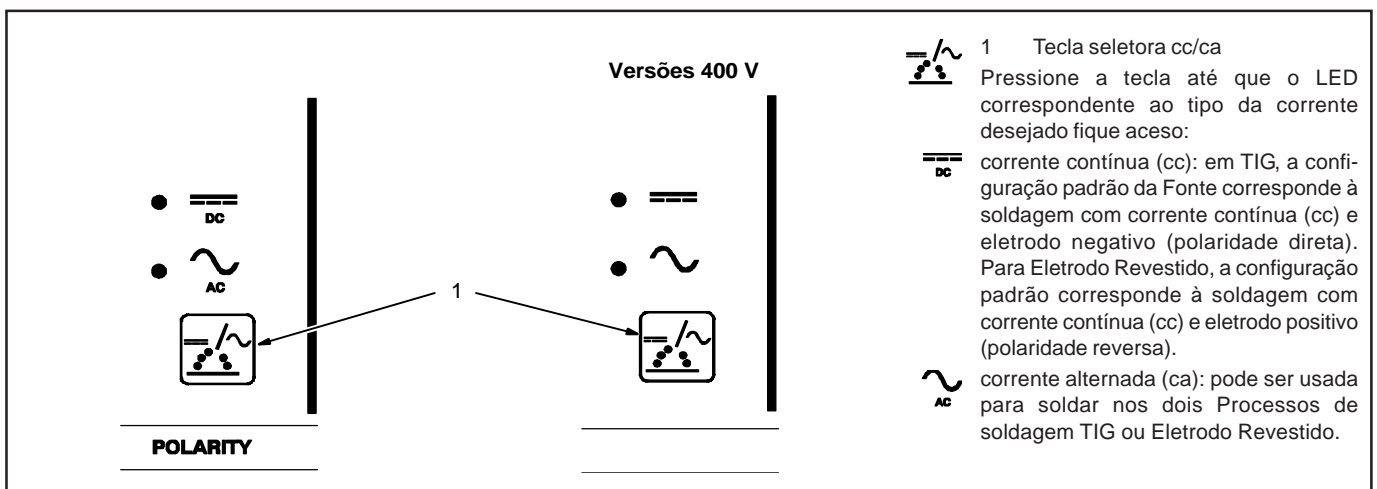 Versões 400 V
DC
AC
1
POLARITY
1 Tecla seletora cc/ca
Pressione a tecla até que o LED
correspondente ao tipo da corrente
desejado fique aceso:
DC
corrente contínua (cc): em TIG, a confi-
guração padrão da Fonte corresponde à
soldagem com corrente contínua (cc) e
eletrodo negativo (polaridade direta).
Para Eletrodo Revestido, a configuração
padrão corresponde à soldagem com
corrente contínua (cc) e eletrodo positivo
(polaridade reversa).
AC
corrente alternada (ca): pode ser usada
para soldar nos dois Processos de
soldagem TIG ou Eletrodo Revestido.